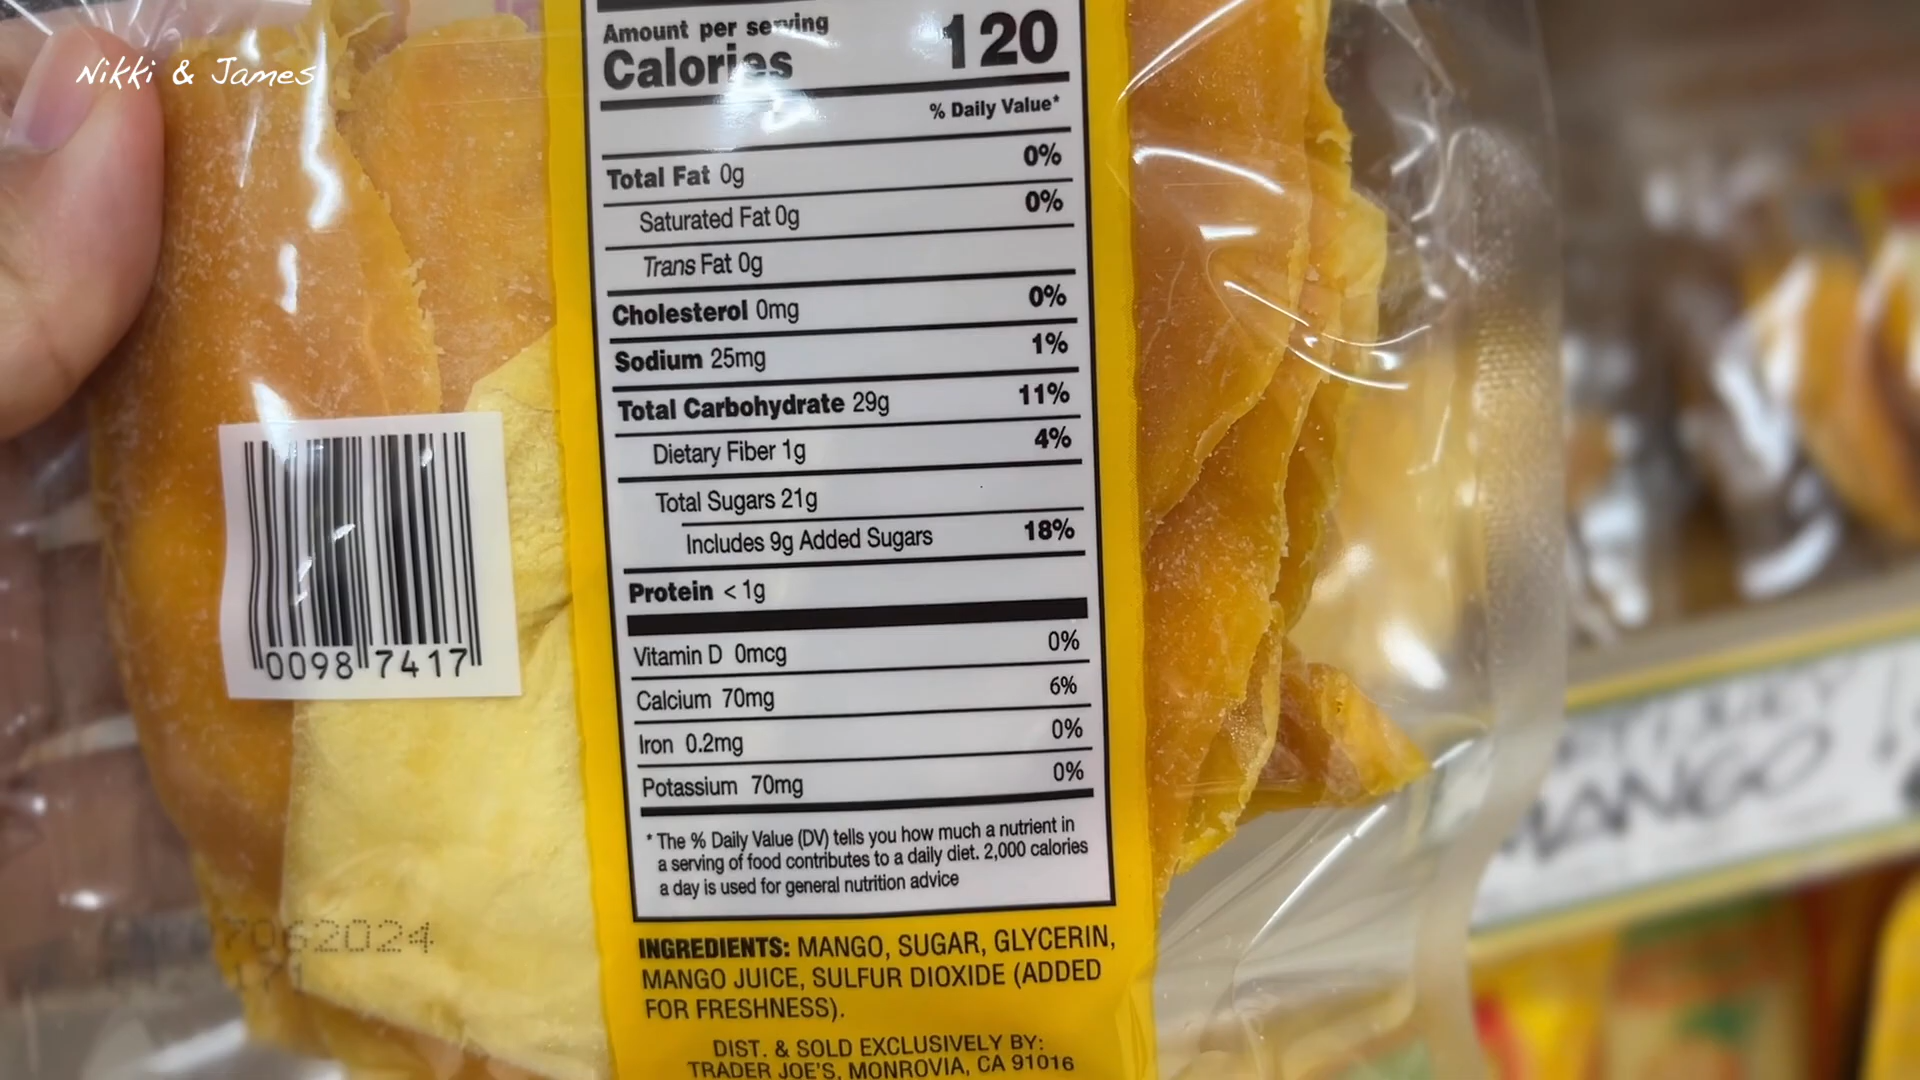 Nikki & James
Amount per serving
Calories 120
% Daily Value*
Total Fat 0g 0%
Saturated Fat 0g 0%
Trans Fat 0g
Cholesterol 0mg 0%
Sodium 25mg 1%
Total Carbohydrate 29g 11%
Dietary Fiber 1g 4%
Total Sugars 21g
Includes 9g Added Sugars 18%
Protein <1g
Vitamin D 0mcg 0%
Calcium 70mg 6%
Iron 0.2mg 0%
Potassium 70mg 0%
* The % Daily Value (DV) tells you how much a nutrient in
a serving of food contributes to a daily diet. 2,000 calories
a day is used for general nutrition advice
INGREDIENTS: MANGO, SUGAR, GLYCERIN,
MANGO JUICE, SULFUR DIOXIDE (ADDED
FOR FRESHNESS).
DIST. & SOLD EXCLUSIVELY BY:
TRADER JOE'S, MONROVIA, CA 91016
0098 7417
MANGO